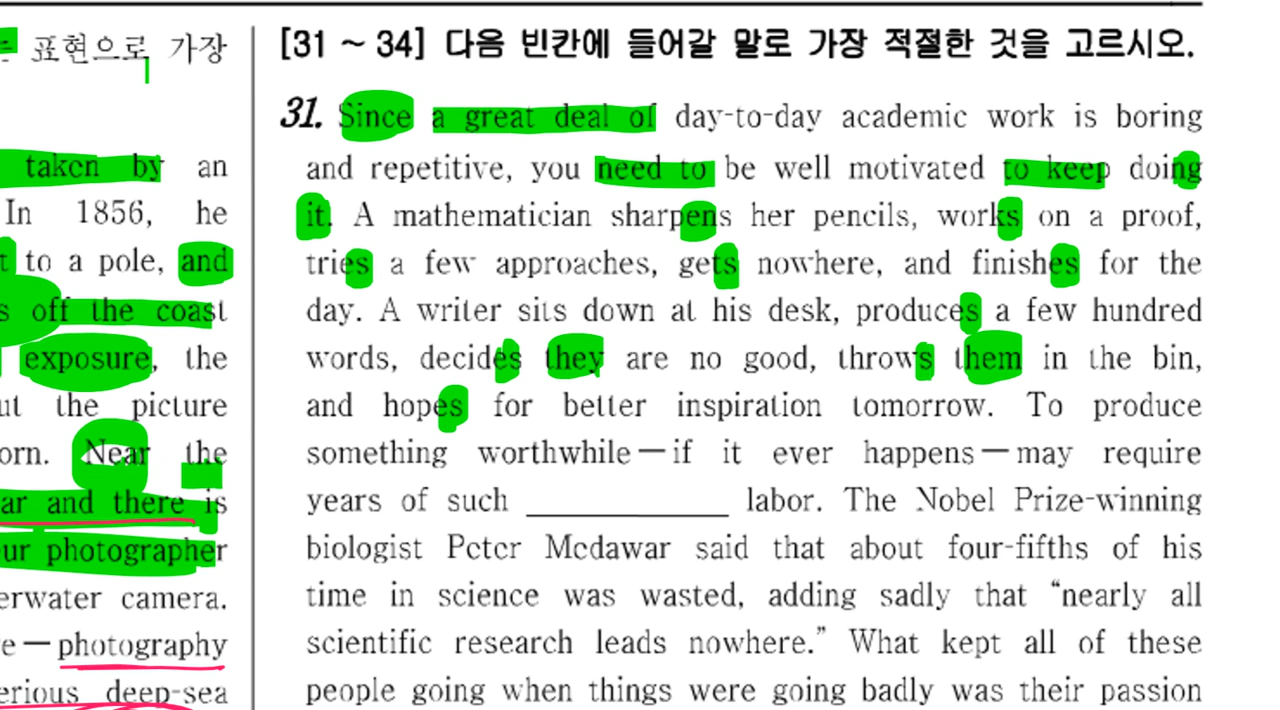 표현으로 가장
taken by an
In 1856, he
t to a pole, and
s off the coast
exposure, the
ut the picture
orn. Near the
ar and there is
our photographer
erwater camera.
e — photography
erious deep-sea
[31 ~ 34] 다음 빈칸에 들어갈 말로 가장 적절한 것을 고르시오.
31. Since a great deal of day-to-day academic work is boring
and repetitive, you need to be well motivated to keep doing
it. A mathematician sharpens her pencils, works on a proof,
tries a few approaches, gets nowhere, and finishes for the
day. A writer sits down at his desk, produces a few hundred
words, decides they are no good, throws them in the bin,
and hopes for better inspiration tomorrow. To produce
something worthwhile — if it ever happens — may require
years of such ____________ labor. The Nobel Prize-winning
biologist Peter Medawar said that about four-fifths of his
time in science was wasted, adding sadly that “nearly all
scientific research leads nowhere.” What kept all of these
people going when things were going badly was their passion